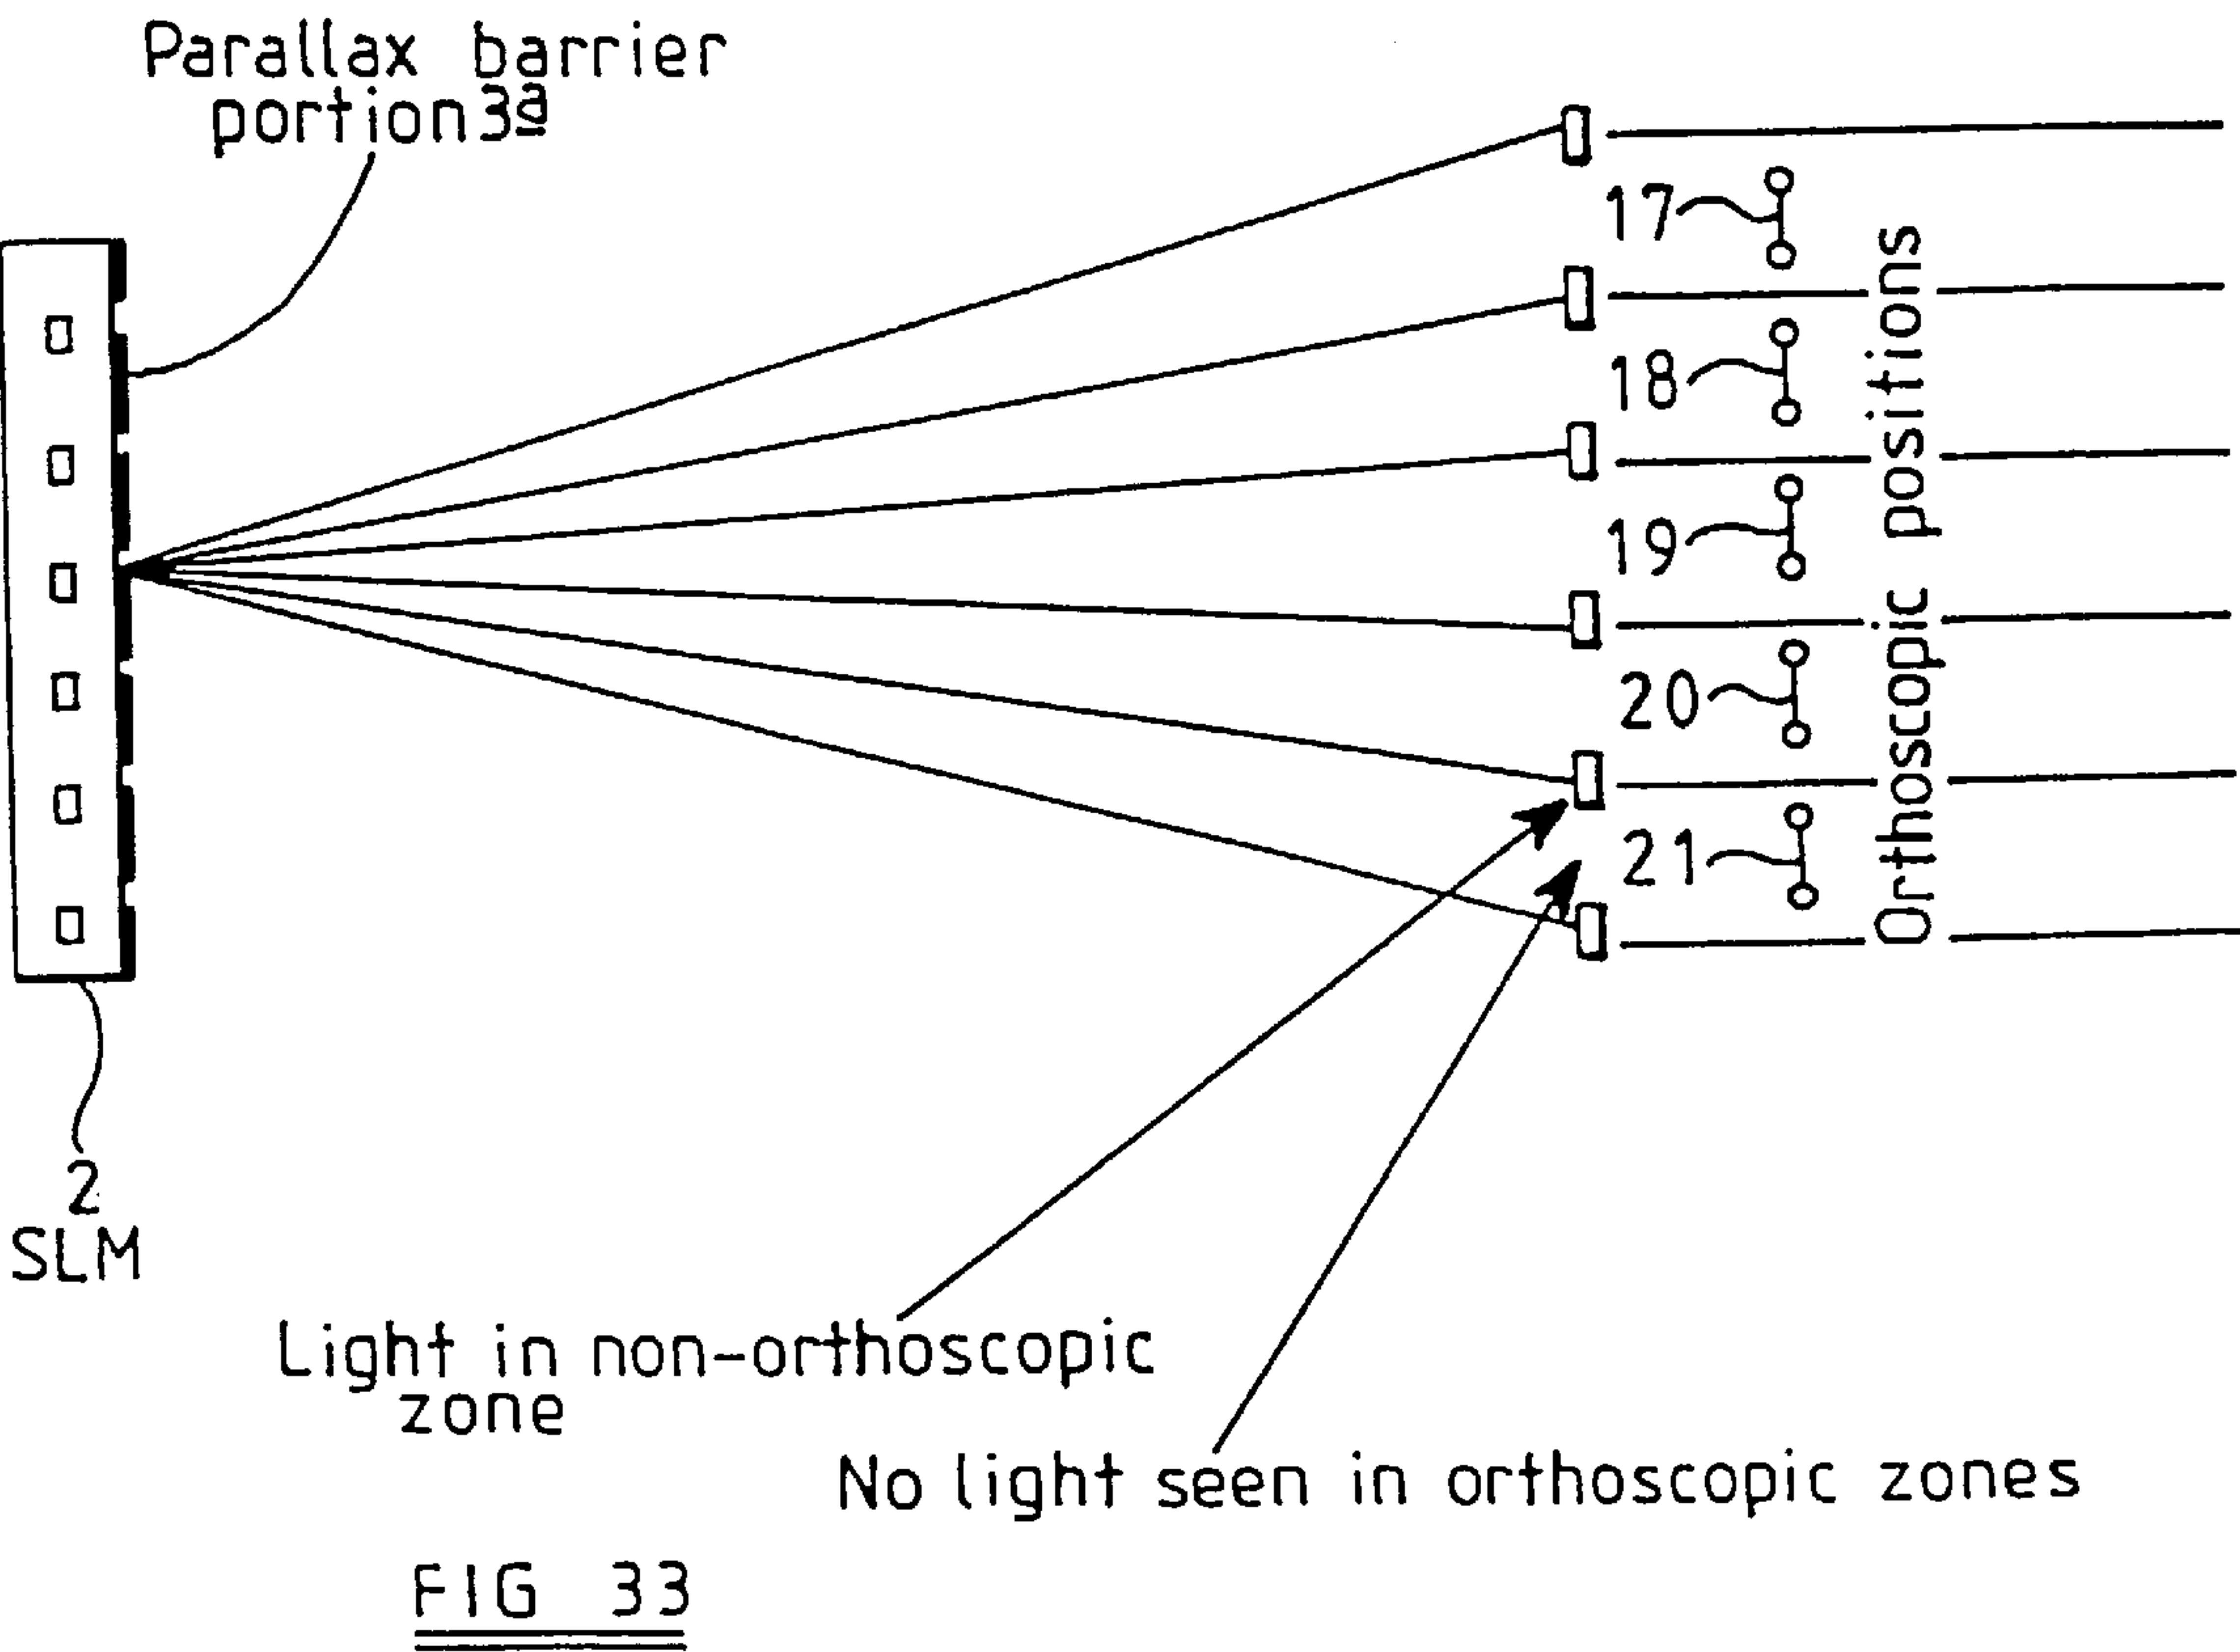 Parallax barrier
portion 3a
17
18
19
20
21
Orthoscopic positions
2
SLM
Light in non-orthoscopic
zone
No light seen in orthoscopic zones
FIG 33